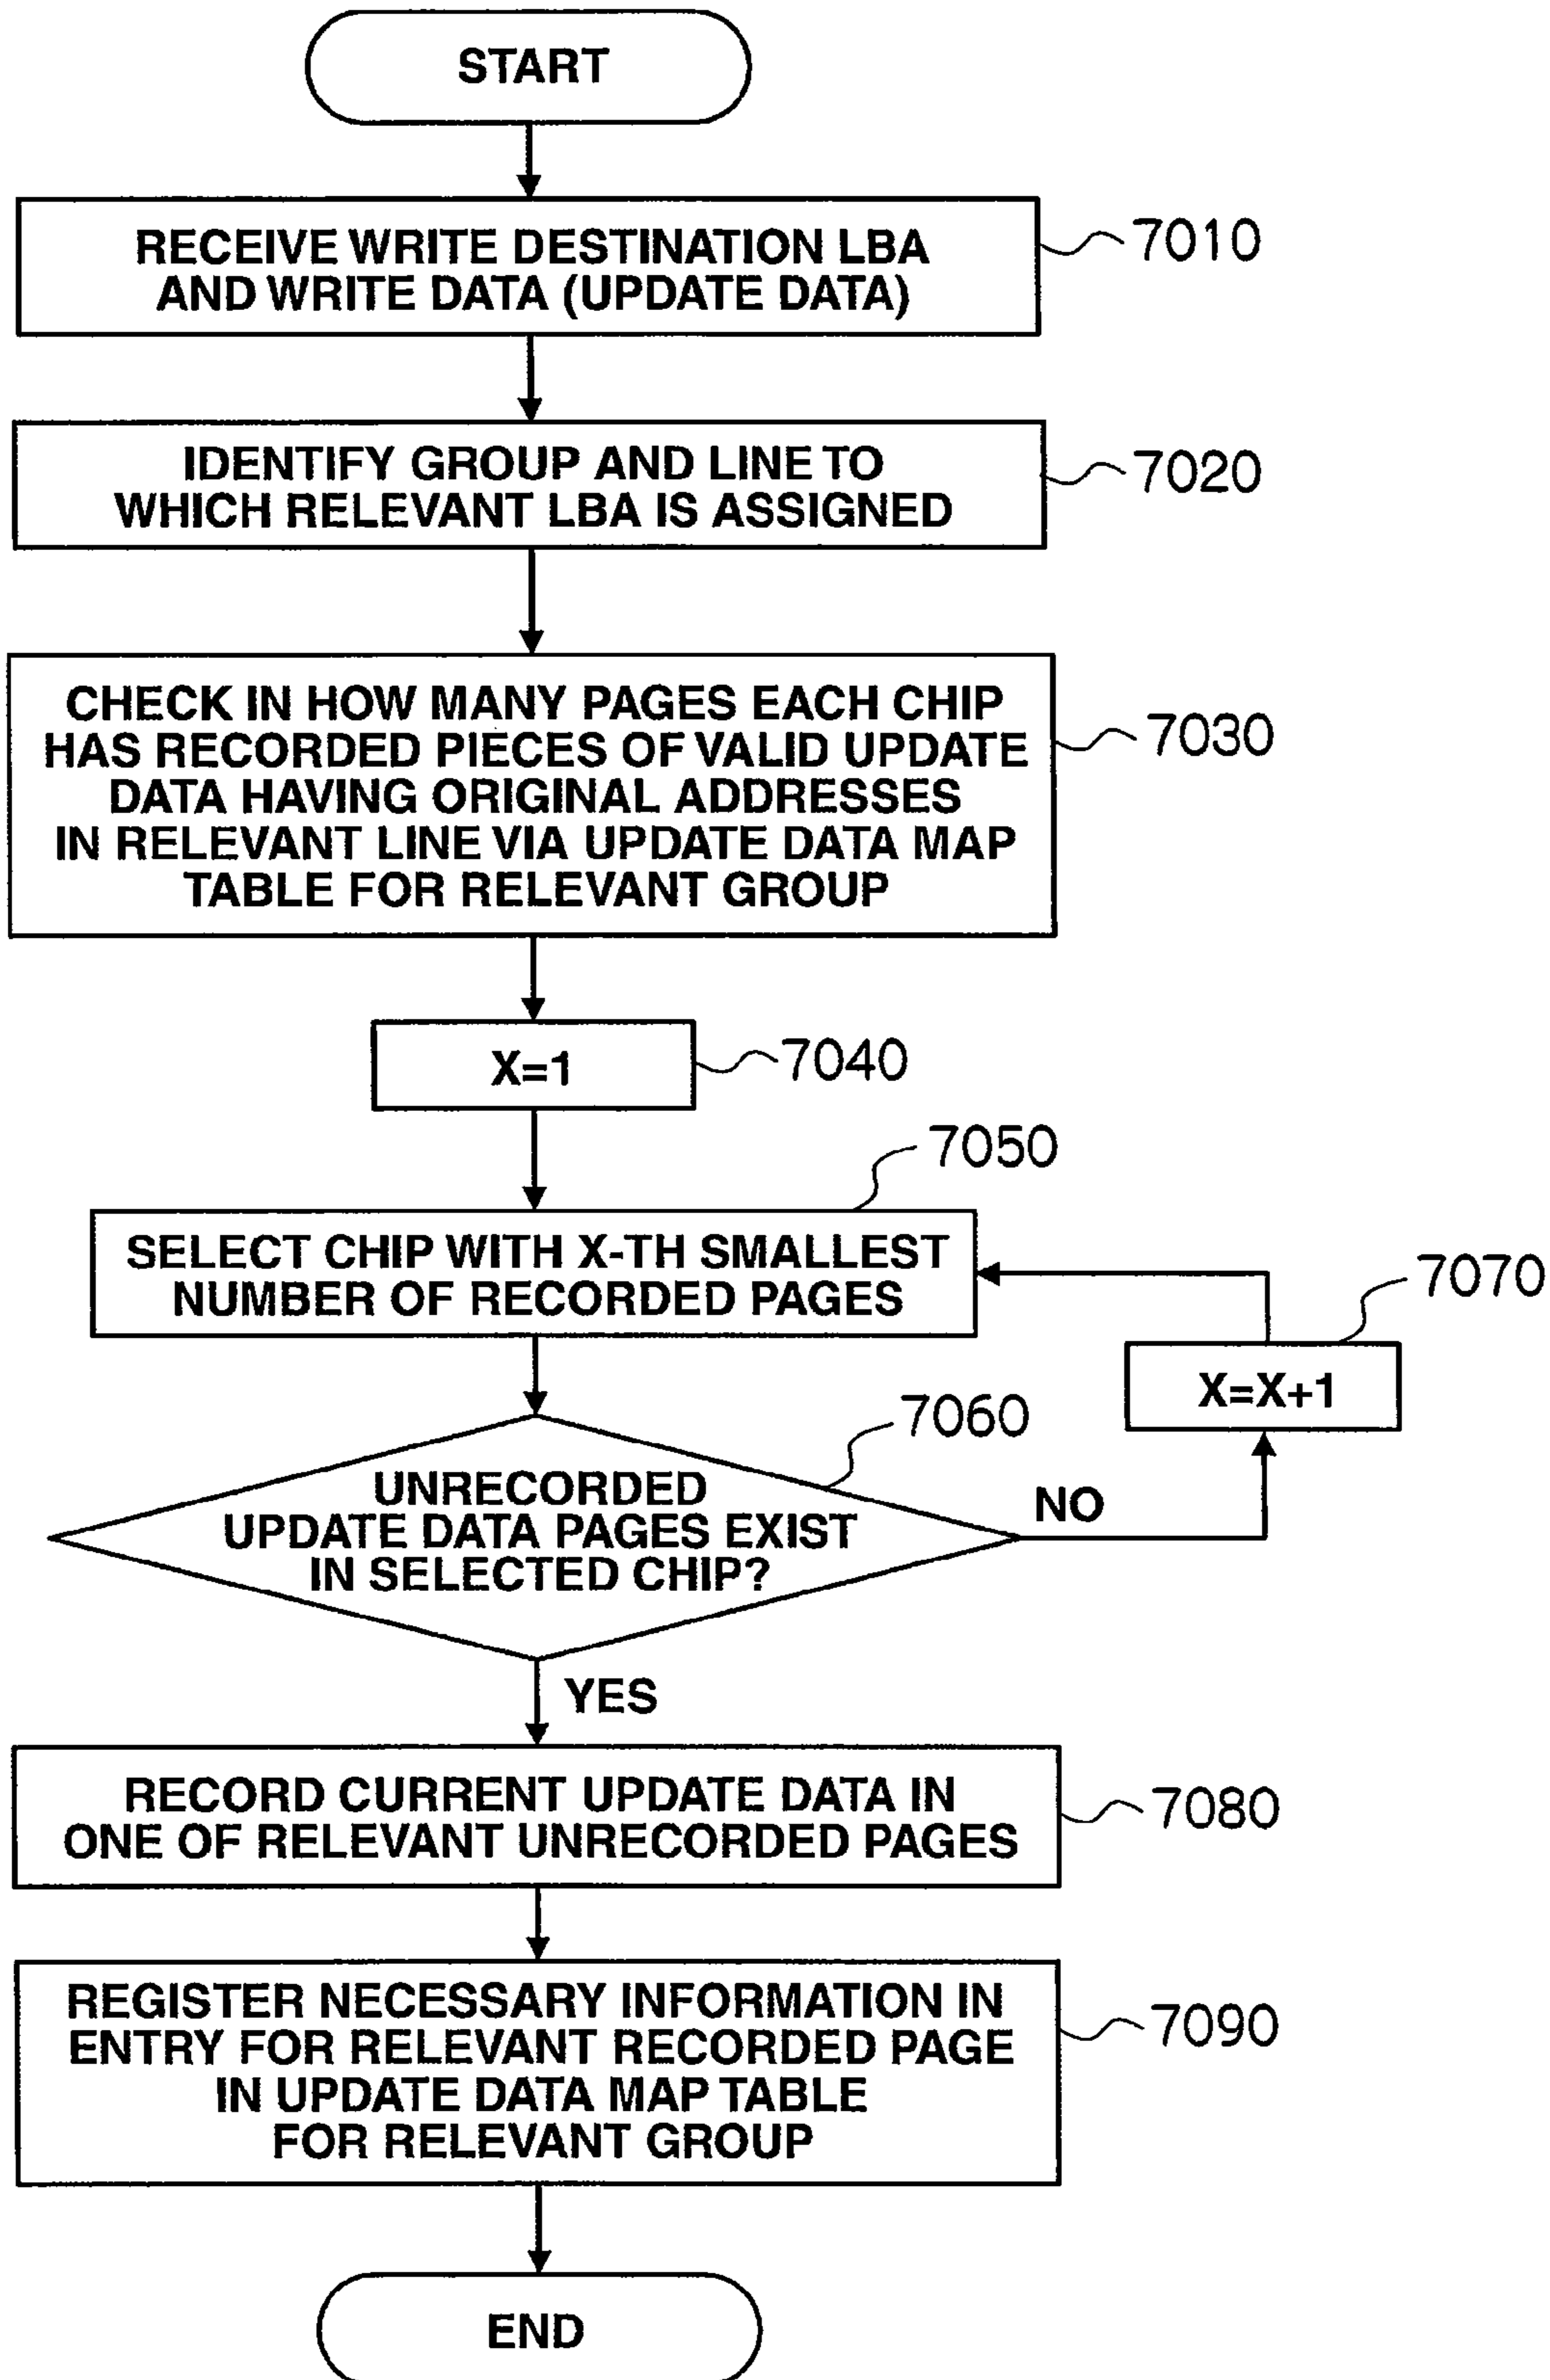 START
RECEIVE WRITE DESTINATION LBA
AND WRITE DATA (UPDATE DATA)
7010
IDENTIFY GROUP AND LINE TO
WHICH RELEVANT LBA IS ASSIGNED
7020
CHECK IN HOW MANY PAGES EACH CHIP
HAS RECORDED PIECES OF VALID UPDATE
DATA HAVING ORIGINAL ADDRESSES
IN RELEVANT LINE VIA UPDATE DATA MAP
TABLE FOR RELEVANT GROUP
7030
X=1
7040
7050
SELECT CHIP WITH X-TH SMALLEST
NUMBER OF RECORDED PAGES
7070
X=X+1
7060
UNRECORDED
UPDATE DATA PAGES EXIST
IN SELECTED CHIP?
NO
YES
RECORD CURRENT UPDATE DATA IN
ONE OF RELEVANT UNRECORDED PAGES
7080
REGISTER NECESSARY INFORMATION IN
ENTRY FOR RELEVANT RECORDED PAGE
IN UPDATE DATA MAP TABLE
FOR RELEVANT GROUP
7090
END